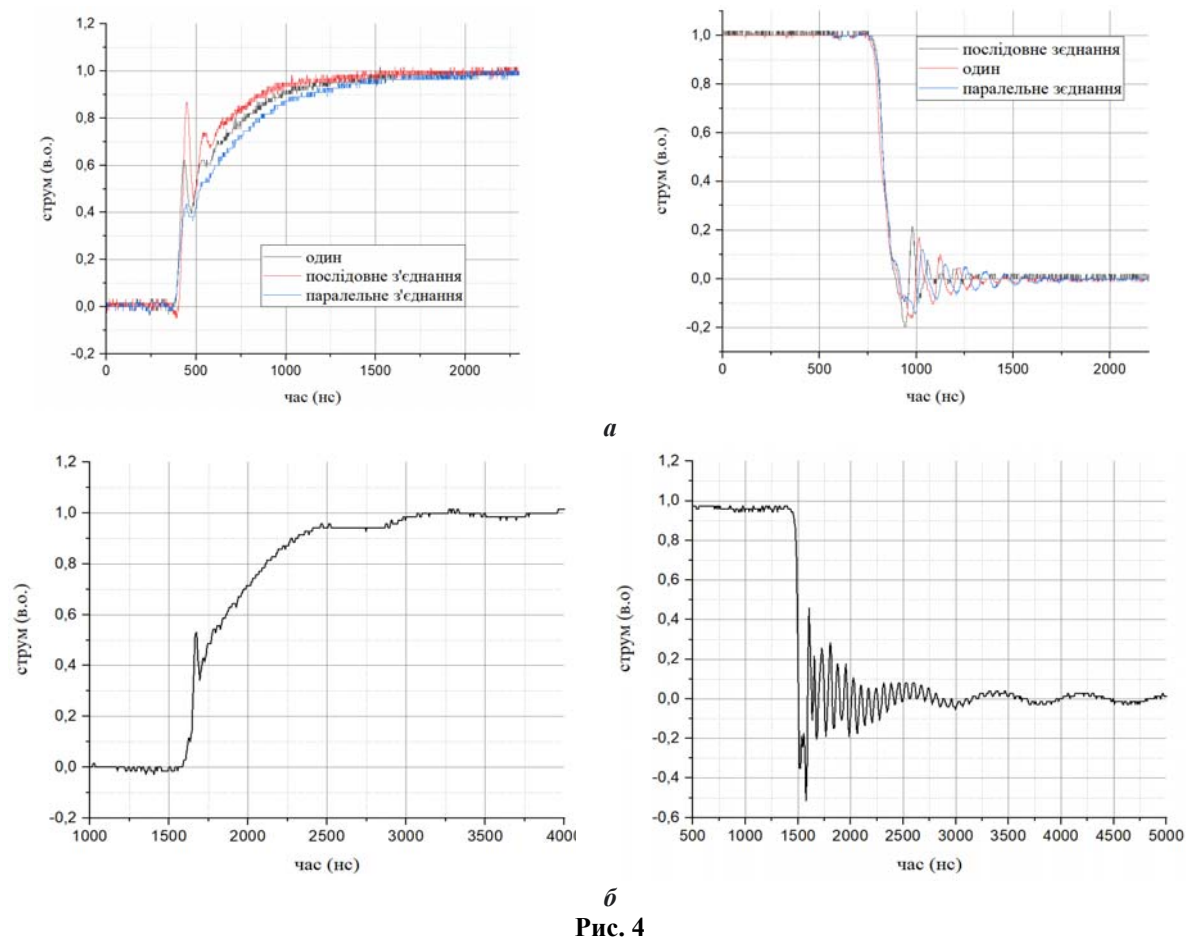 1,2
1,0
0,8
0,6
0,4
0,2
0,0
-0,2
струм (в.о.)
один
послідовне з'єднання
паралельне з'єднання
0 500 1000 1500 2000
час (нс)
1,0
0,8
0,6
0,4
0,2
0,0
-0,2
струм (в.о.)
послідовне зєднання
один
паралельне зєднання
0 500 1000 1500 2000
час (нс)
а
1,2
1,0
0,8
0,6
0,4
0,2
0,0
-0,2
струм (в.о.)
1000 1500 2000 2500 3000 3500 4000
час (нс)
1,2
1,0
0,8
0,6
0,4
0,2
0,0
-0,2
-0,4
-0,6
струм (в.о)
500 1000 1500 2000 2500 3000 3500 4000 4500 5000
час (нс)
б
Рис. 4